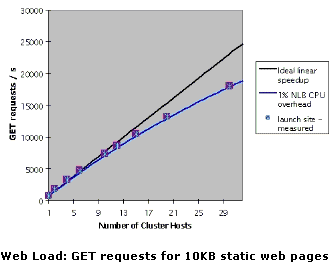 30000
25000
20000
15000
10000
5000
0
GET requests / s
1 5 9 13 17 21 25 29
Number of Cluster Hosts
Ideal linear
speedup
1% NLB CPU
overhead
launch site -
measured
Web Load: GET requests for 10KB static web pages